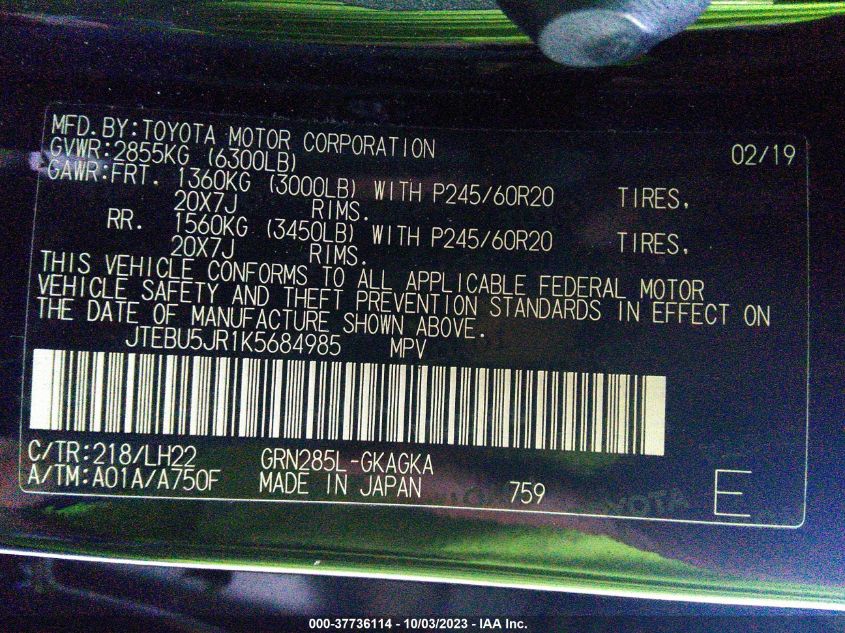 MFD.BY:TOYOTA MOTOR CORPORATION 02/19
GVWR:2855KG (6300LB)
GAWR:FRT. 1360KG (3000LB) WITH P245/60R20 TIRES,
20X7J RIMS.
RR. 1560KG (3450LB) WITH P245/60R20 TIRES,
20X7J RIMS.
THIS VEHICLE CONFORMS TO ALL APPLICABLE FEDERAL MOTOR
VEHICLE SAFETY AND THEFT PREVENTION STANDARDS IN EFFECT ON
THE DATE OF MANUFACTURE SHOWN ABOVE.
JTEBU5JR1K5684985 MPV
C/TR:218/LH22 GRN285L-GKAGKA
A/TM:A01A/A750F MADE IN JAPAN 759 E
TOYOTA
000-37736114 - 10/03/2023 - IAA Inc.